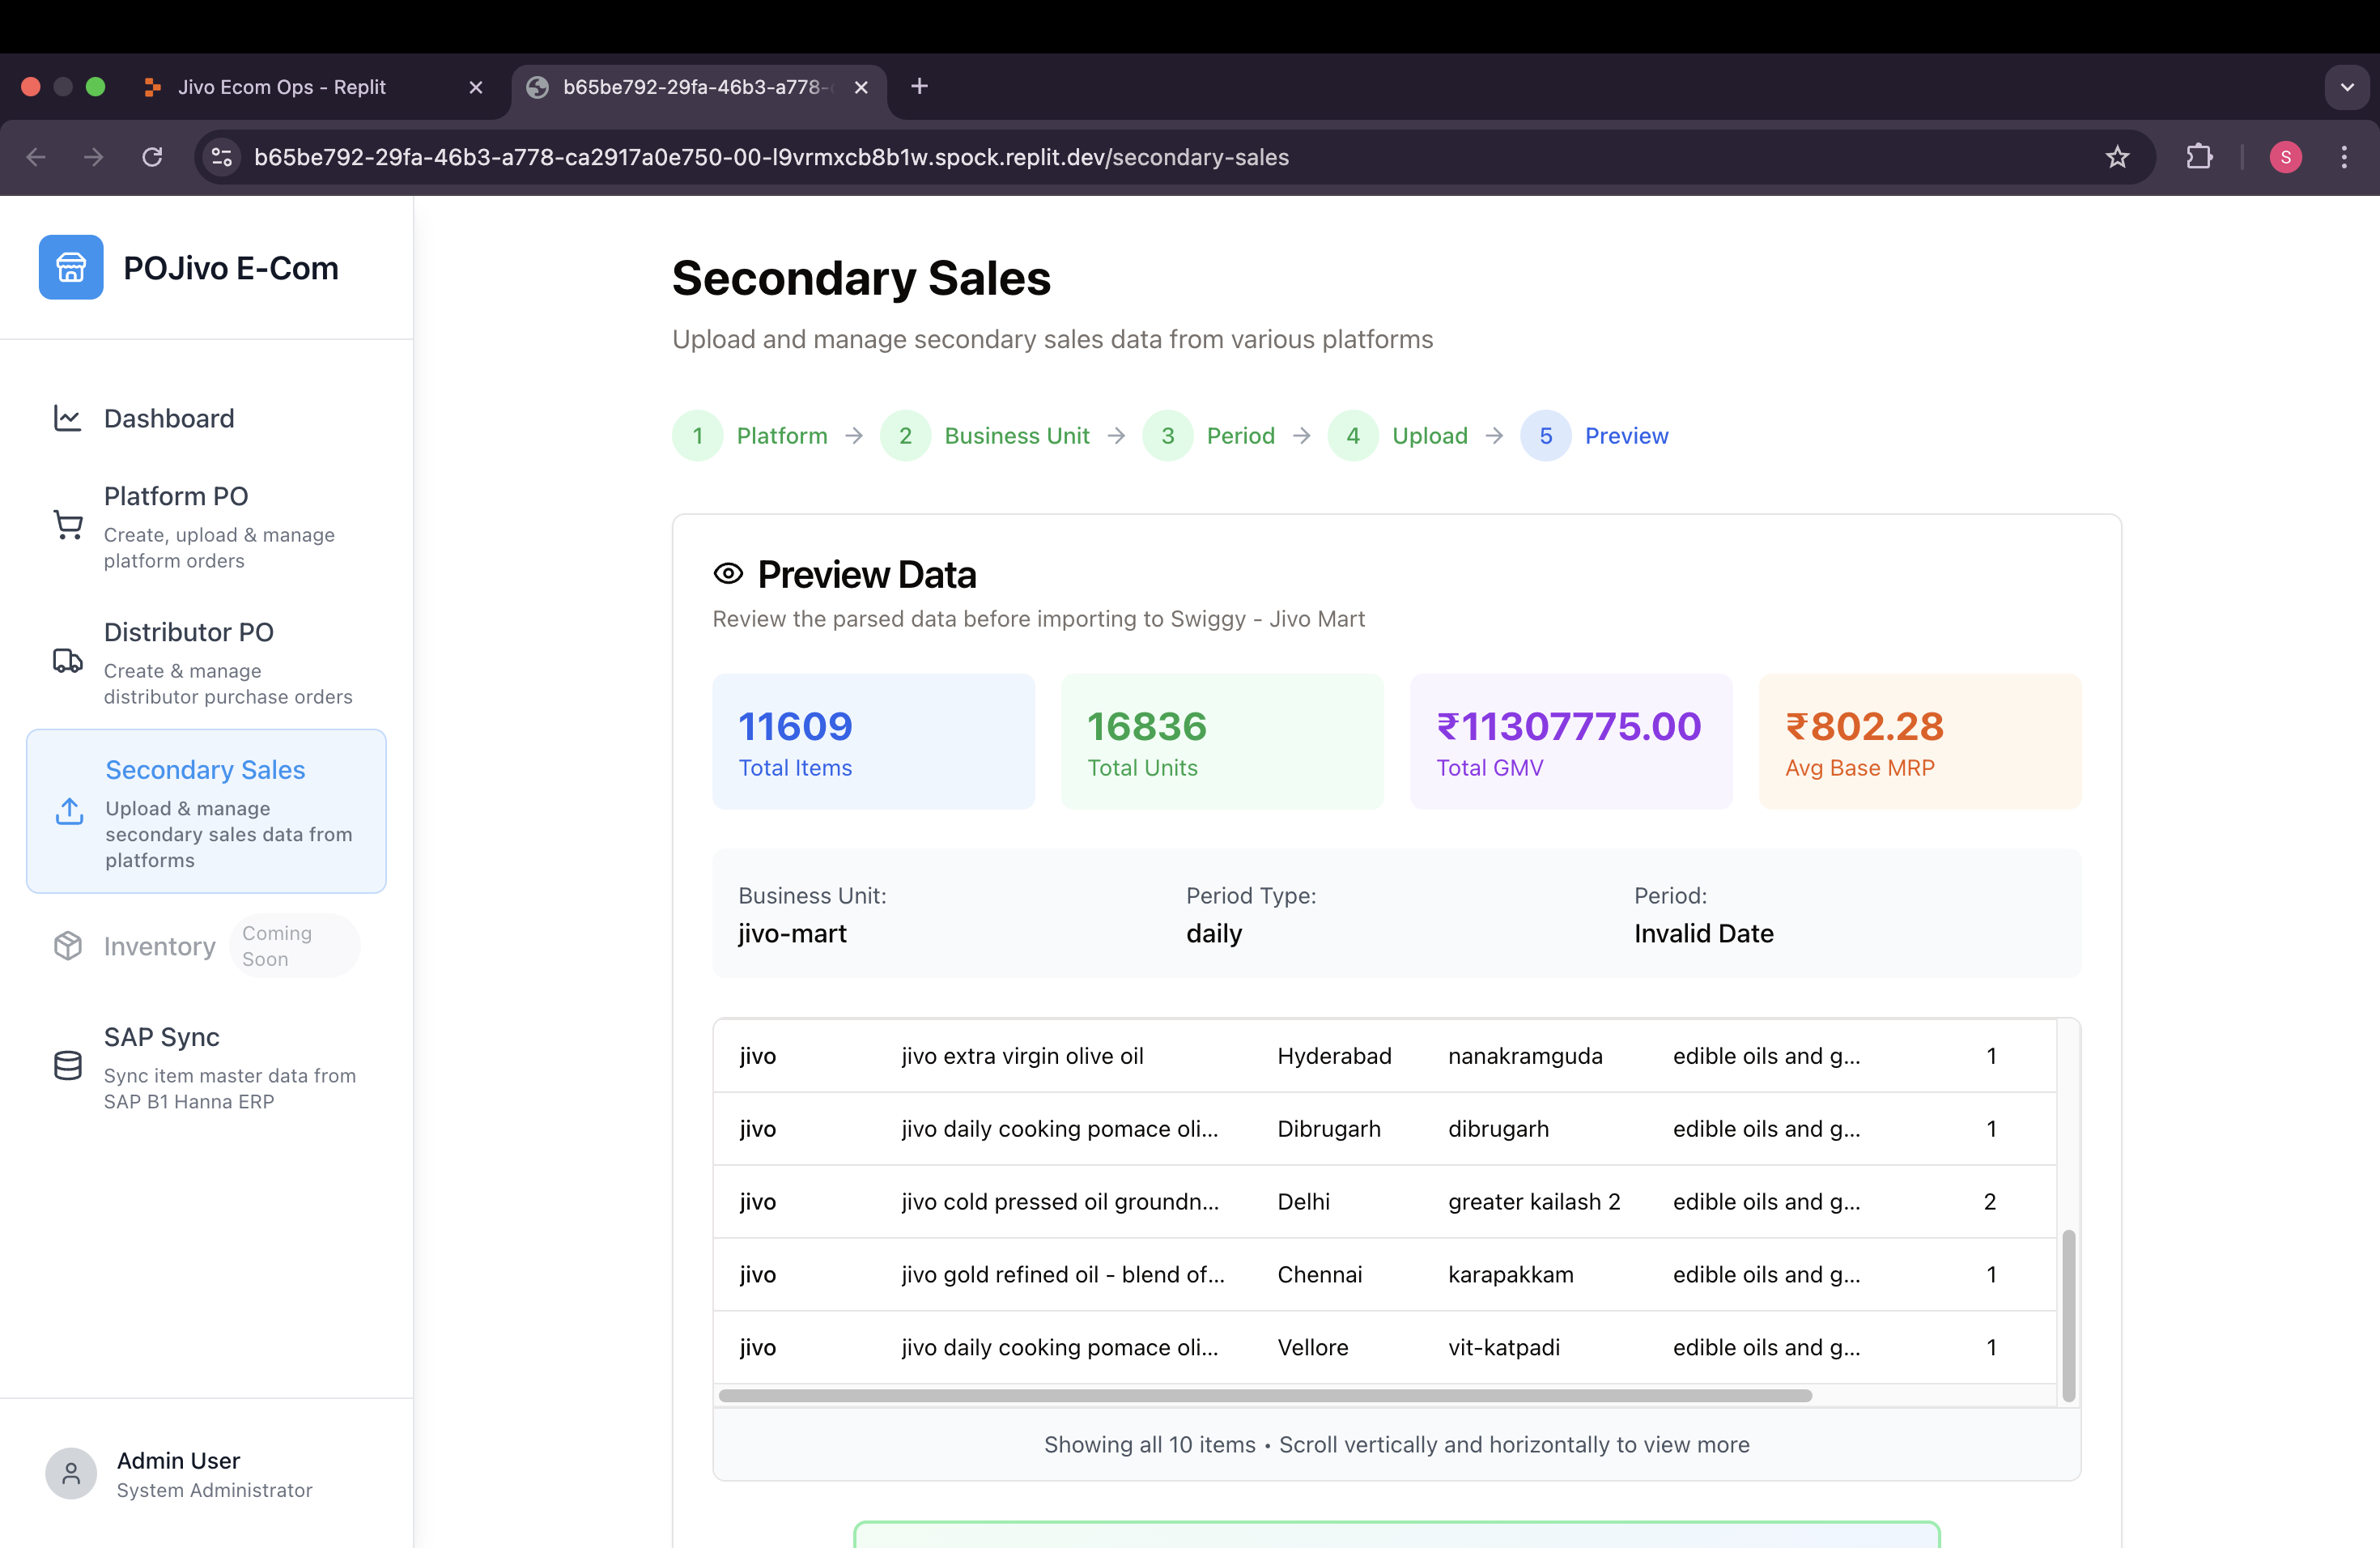 Jivo Ecom Ops - Replit
b65be792-29fa-46b3-a778-
b65be792-29fa-46b3-a778-ca2917a0e750-00-l9vrmxcb8b1w.spock.replit.dev/secondary-sales
S
POJivo E-Com
Dashboard
Platform PO
Create, upload & manage
platform orders
Distributor PO
Create & manage
distributor purchase orders
Secondary Sales
Upload & manage
secondary sales data from
platforms
Inventory
Coming
Soon
SAP Sync
Sync item master data from
SAP B1 Hanna ERP
Admin User
System Administrator
Secondary Sales
Upload and manage secondary sales data from various platforms
1 Platform → 2 Business Unit → 3 Period → 4 Upload → 5 Preview
Preview Data
Review the parsed data before importing to Swiggy - Jivo Mart
11609
Total Items
16836
Total Units
₹11307775.00
Total GMV
₹802.28
Avg Base MRP
Business Unit:
jivo-mart
Period Type:
daily
Period:
Invalid Date
jivo jivo extra virgin olive oil Hyderabad nanakramguda edible oils and g... 1
jivo jivo daily cooking pomace oli... Dibrugarh dibrugarh edible oils and g... 1
jivo jivo cold pressed oil groundn... Delhi greater kailash 2 edible oils and g... 2
jivo jivo gold refined oil - blend of... Chennai karapakkam edible oils and g... 1
jivo jivo daily cooking pomace oli... Vellore vit-katpadi edible oils and g... 1
Showing all 10 items • Scroll vertically and horizontally to view more